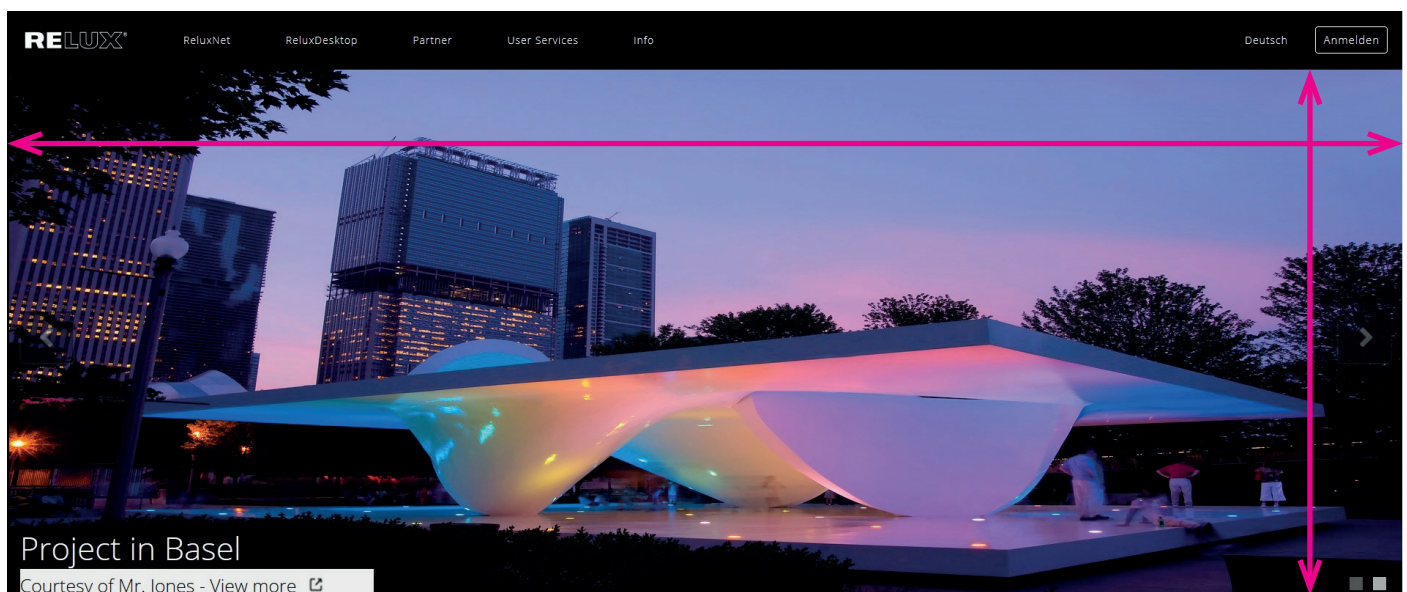 RELUX® ReluxNet ReluxDesktop Partner User Services Info Deutsch Anmelden
Project in Basel
Courtesy of Mr. Jones - View more